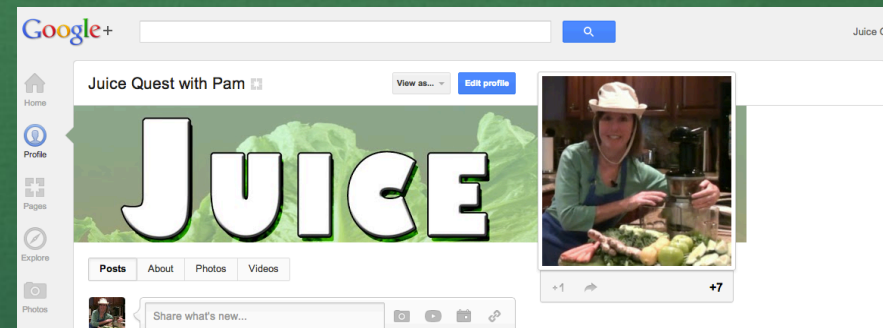 Google+
Juice
Home
Juice Quest with Pam
View as...
Edit profile
Profile
JUICE
Pages
Explore
Posts About Photos Videos
+1 +7
Photos
Share what's new...